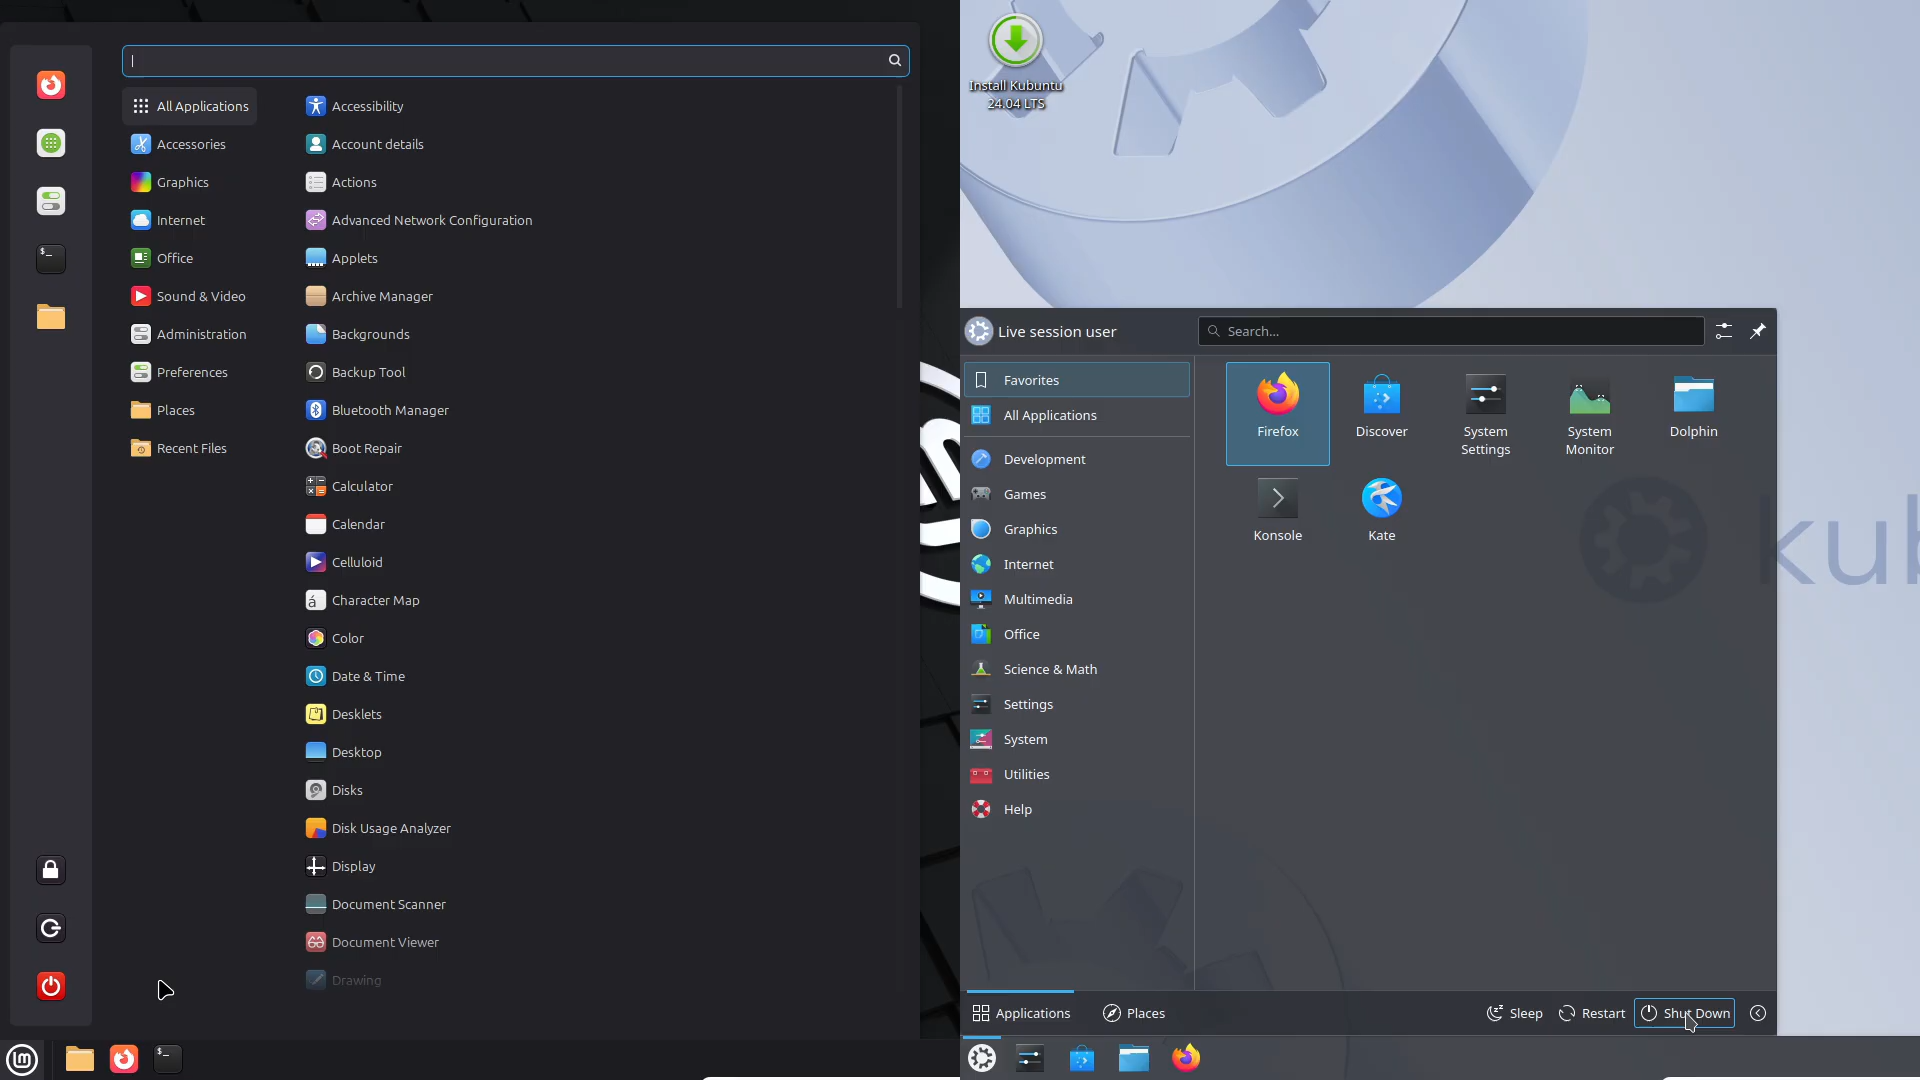 All Applications
Accessories
Graphics
Internet
Office
Sound & Video
Administration
Preferences
Places
Recent Files
Accessibility
Account details
Actions
Advanced Network Configuration
Applets
Archive Manager
Backgrounds
Backup Tool
Bluetooth Manager
Boot Repair
Calculator
Calendar
Celluloid
Character Map
Color
Date & Time
Desklets
Desktop
Disks
Disk Usage Analyzer
Display
Document Scanner
Document Viewer
Drawing
Install Kubuntu
24.04 LTS
Live session user
Search...
Favorites
All Applications
Development
Games
Graphics
Internet
Multimedia
Office
Science & Math
Settings
System
Utilities
Help
Firefox
Discover
System
Settings
System
Monitor
Dolphin
Konsole
Kate
kub
Applications
Places
Sleep
Restart
Shut Down